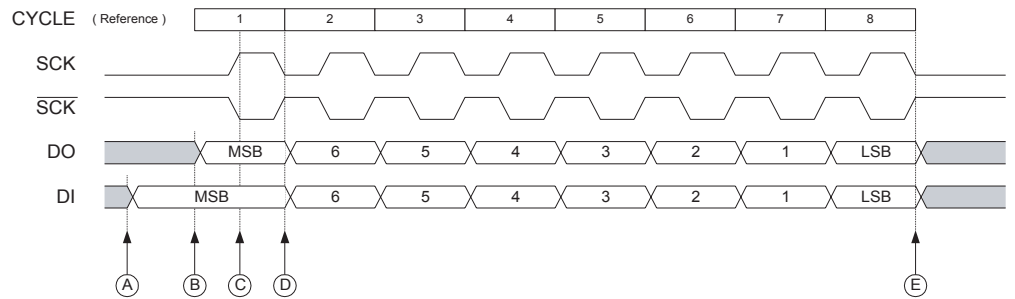 CYCLE ( Reference ) 1 2 3 4 5 6 7 8
SCK
SCK
DO MSB 6 5 4 3 2 1 LSB
DI MSB 6 5 4 3 2 1 LSB
A B C D E